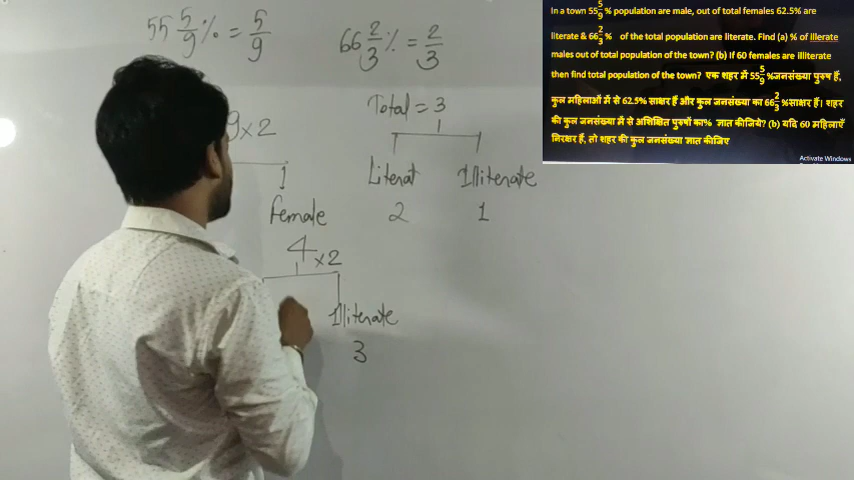 55 5/9 % = 5/9
66 2/3 % = 2/3
9×2
Total = 3
Female
4 ×2
Illiterate
3
Literat Illiterate
2 1
In a town 55 5/9 % population are male, out of total females 62.5% are
literate & 66 2/3 % of the total population are literate. Find (a) % of illerate
males out of total population of the town? (b) If 60 females are illiterate
then find total population of the town? एक शहर में 55 5/9 %जनसंख्या पुरुष हैं,
कुल महिलाओं में से 62.5% साक्षर हैं और कुल जनसंख्या का 66 2/3 %साक्षर हैं। शहर
की कुल जनसंख्या में से अशिक्षित पुरुषों का% ज्ञात कीजिये? (b) यदि 60 महिलाएँ
निरक्षर हैं, तो शहर की कुल जनसंख्या ज्ञात कीजिए
Activate Windows